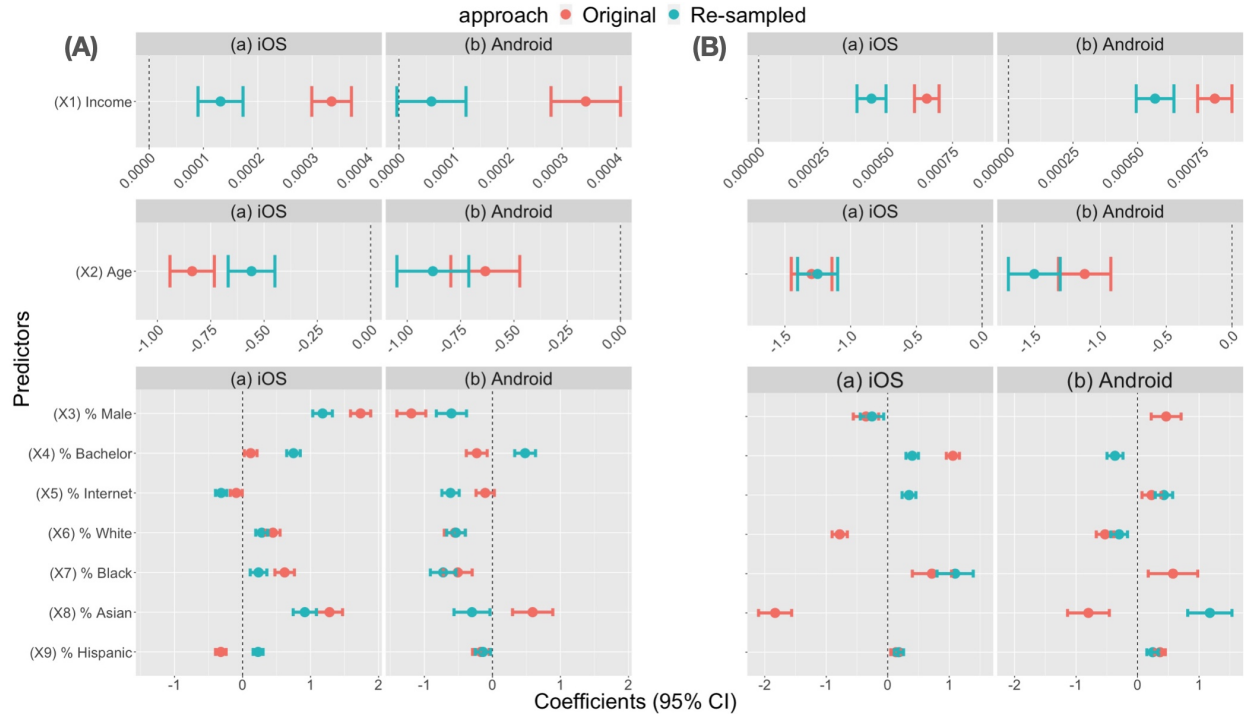 approach Original Re-sampled
(A) (a) iOS (b) Android (B) (a) iOS (b) Android
(X1) Income
0.0000 0.0001 0.0002 0.0003 0.0004 0.0000 0.0001 0.0002 0.0003 0.0004 0.00000 0.00025 0.00050 0.00075 0.00000 0.00025 0.00050 0.00075
(a) iOS (b) Android (a) iOS (b) Android
(X2) Age
-1.00 -0.75 -0.50 0.00 -1.00 -0.75 -0.50 0.00 -1.5 -1.0 -0.5 0.0 -1.5 -1.0 -0.5 0.0
Predictors
(a) iOS (b) Android (a) iOS (b) Android
(X3) % Male
(X4) % Bachelor
(X5) % Internet
(X6) % White
(X7) % Black
(X8) % Asian
(X9) % Hispanic
-1 0 1 2 -1 0 1 2 -2 -1 0 1 -2 -1 0 1
Coefficients (95% CI)